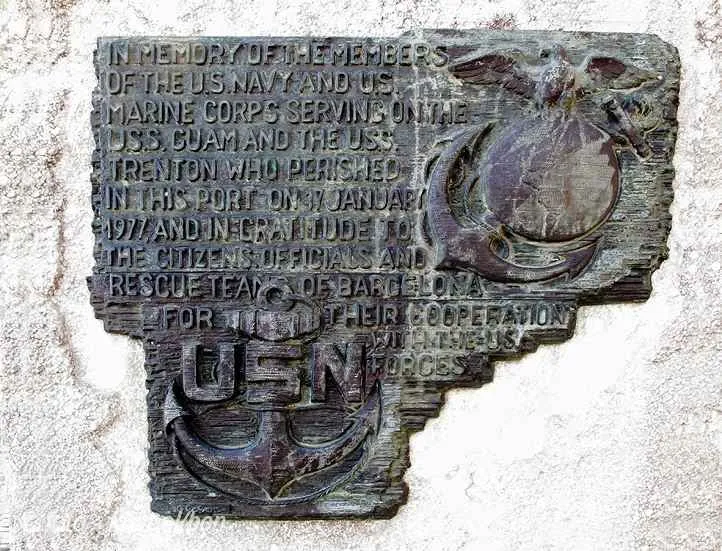 IN MEMORY OF THE MEMBERS
OF THE U.S. NAVY AND U.S.
MARINE CORPS SERVING ON THE
U.S.S. GUAM AND THE USS.
TRENTON WHO PERISHED
IN THIS PORT ON 17 JANUARY
1977, AND IN GRATITUDE TO
THE CITIZENS, OFFICIALS AND
RESCUE TEAMS OF BARCELONA
FOR THEIR COOPERATION
WITH THE U.S.
FORCES.
USN